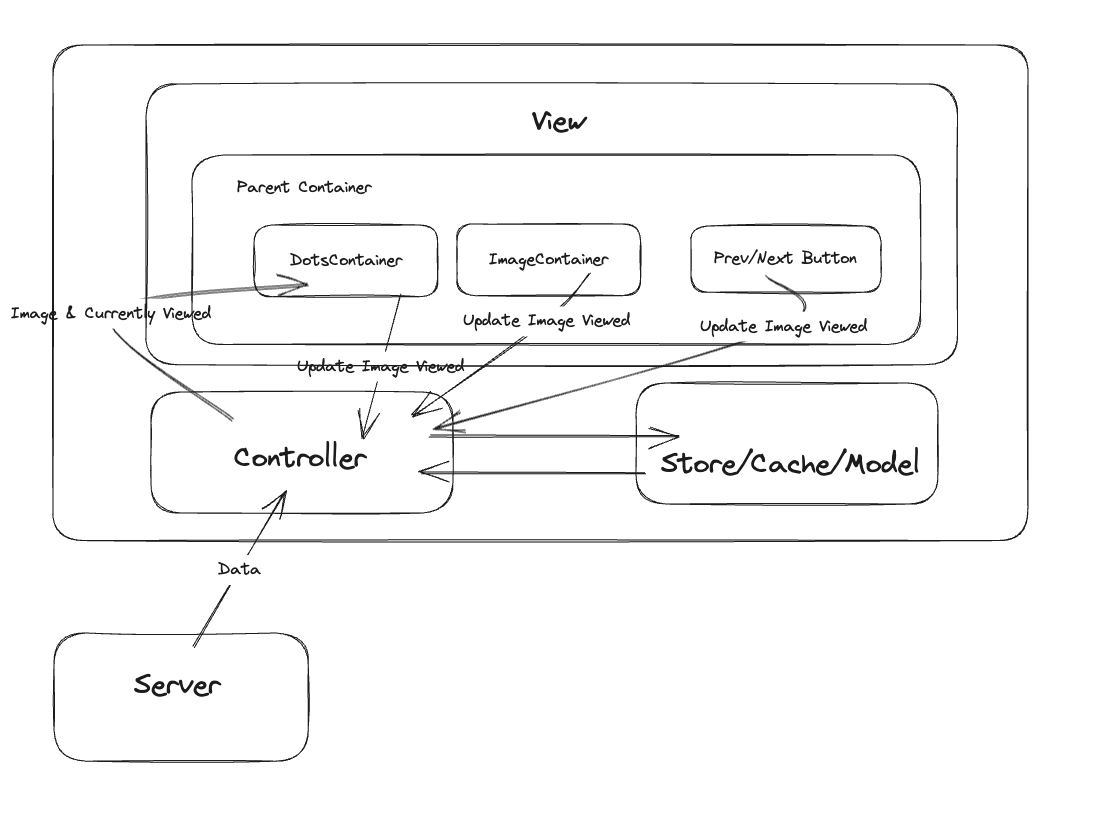 View
Parent Container
DotsContainer
ImageContainer
Prev/Next Button
Image & Currently Viewed
Update Image Viewed
Update Image Viewed
Update Image Viewed
Controller
Store/Cache/Model
Data
Server